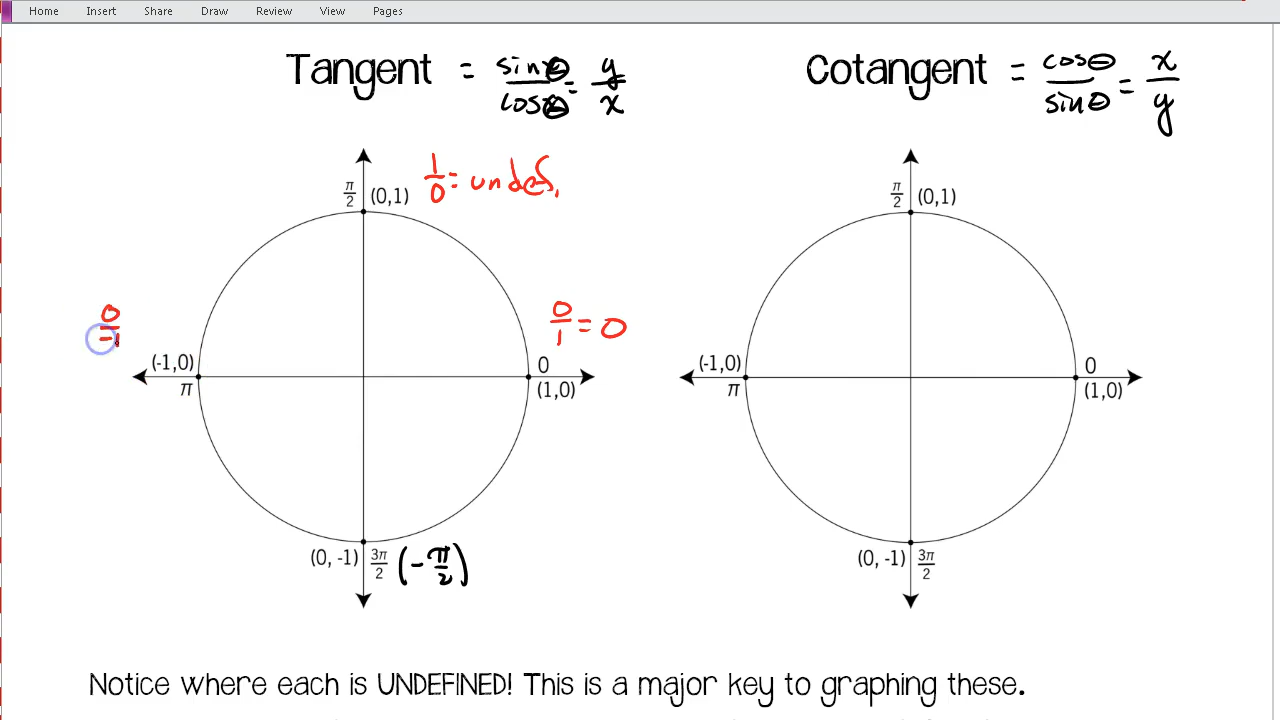 Home Insert Share Draw Review View Pages
Tangent = sinθ/cosθ = y/x
Cotangent = cosθ/sinθ = x/y
1/0 = undef.
π/2 (0,1)
0/-1
0/1 = 0
(-1,0)
π
0
(1,0)
(0, -1) 3π/2 (-π/2)
π/2 (0,1)
(-1,0)
π
0
(1,0)
(0, -1) 3π/2
Notice where each is UNDEFINED! This is a major key to graphing these.